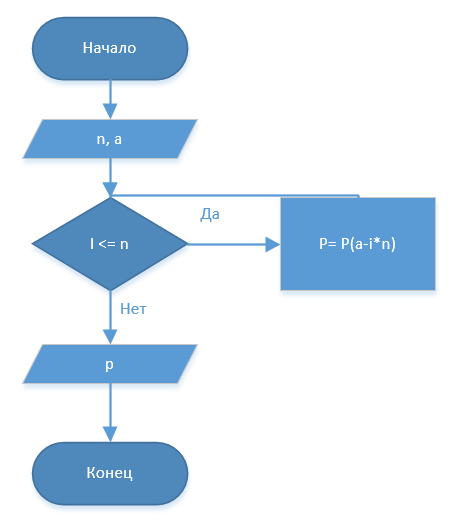 Начало
n, a
Да
I <= n
P= P(a-i*n)
Нет
p
Конец